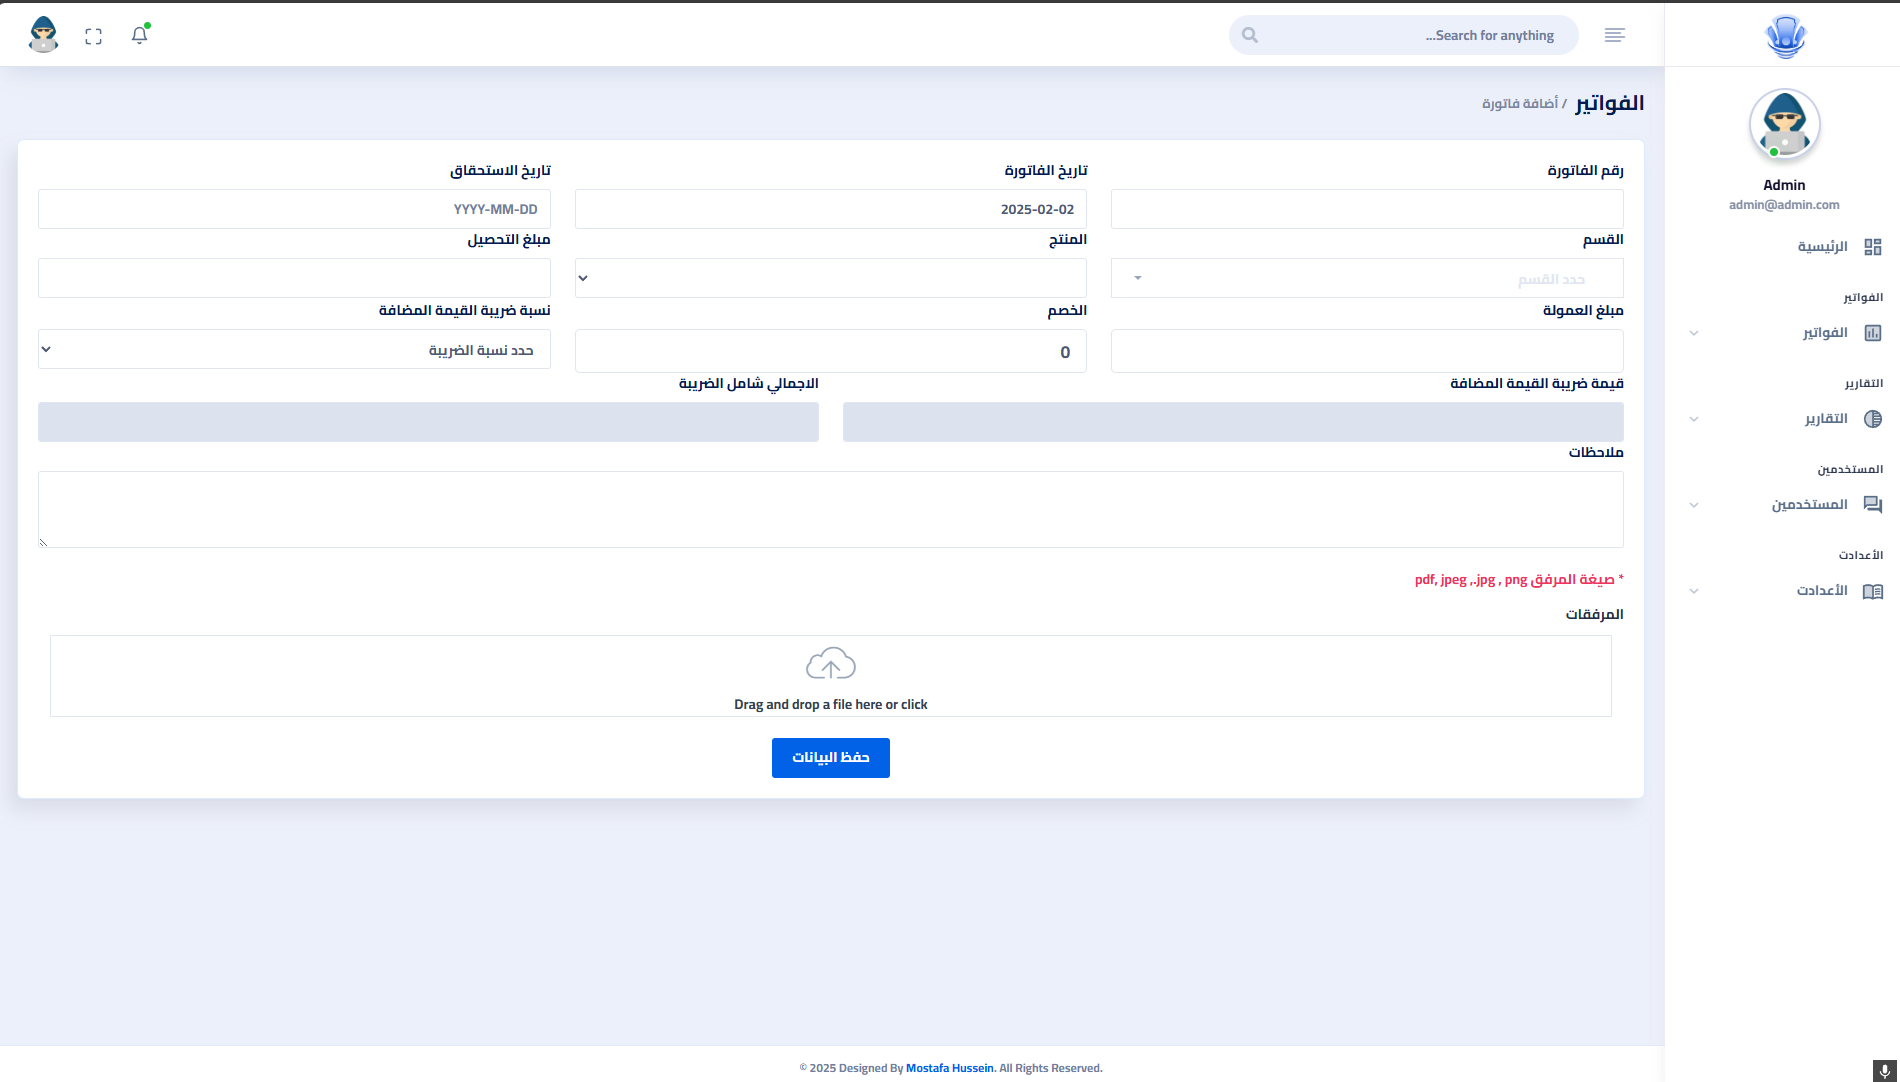 Search for anything...
الفواتير / أضافة فاتورة
Admin
admin@admin.com
الرئيسية
الفواتير
الفواتير
التقارير
التقارير
المستخدمين
المستخدمين
الأعدادت
الأعدادت
رقم الفاتورة
تاريخ الفاتورة
2025-02-02
تاريخ الاستحقاق
YYYY-MM-DD
القسم
حدد القسم
المنتج
مبلغ التحصيل
مبلغ العمولة
الخصم
0
نسبة ضريبة القيمة المضافة
حدد نسبة الضريبة
قيمة ضريبة القيمة المضافة
الاجمالي شامل الضريبة
ملاحظات
* صيغة المرفق pdf, jpeg ,.jpg , png
المرفقات
Drag and drop a file here or click
حفظ البيانات
© 2025 Designed By Mostafa Hussein. All Rights Reserved.